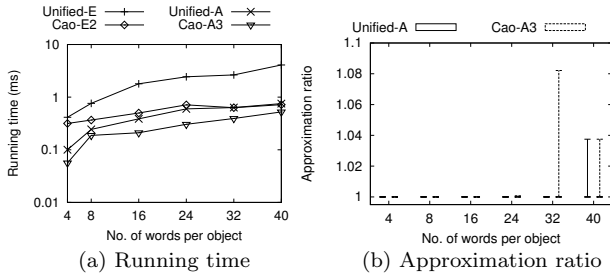 Unified-E Unified-A
Cao-E2 Cao-A3
Running time (ms)
10
1
0.1
0.01
4 8 16 24 32 40
No. of words per object
(a) Running time
Unified-A Cao-A3
Approximation ratio
1.1
1.08
1.06
1.04
1.02
1
4 8 16 24 32 40
No. of words per object
(b) Approximation ratio